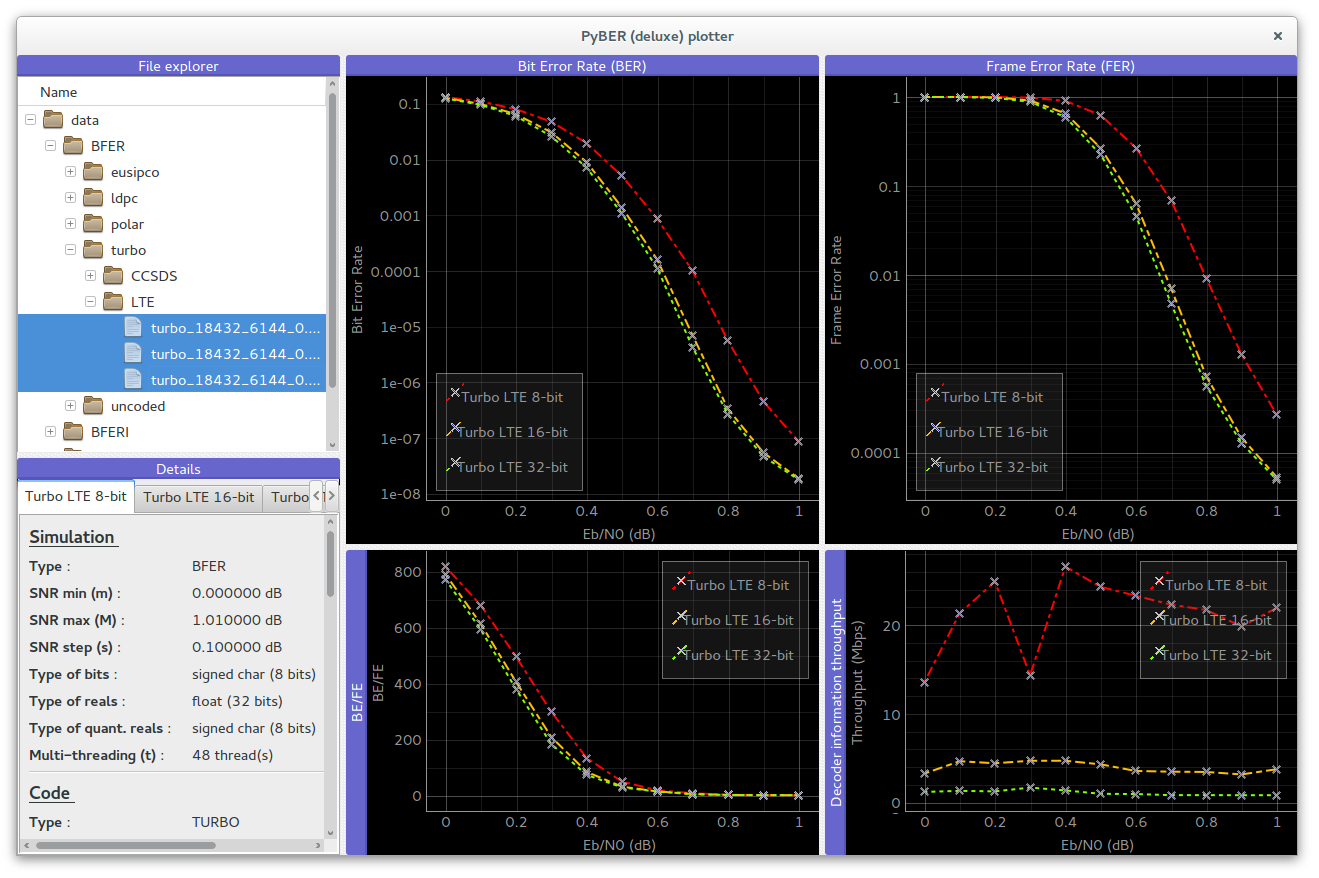 PyBER (deluxe) plotter
×
File explorer
Name
data
BFER
eusipco
ldpc
polar
turbo
CCSDS
LTE
turbo_18432_6144_0....
turbo_18432_6144_0....
turbo_18432_6144_0....
uncoded
BFERI
Details
Turbo LTE 8-bit
Turbo LTE 16-bit
Turbo
Simulation
Type : BFER
SNR min (m) : 0.000000 dB
SNR max (M) : 1.010000 dB
SNR step (s) : 0.100000 dB
Type of bits : signed char (8 bits)
Type of reals : float (32 bits)
Type of quant. reals : signed char (8 bits)
Multi-threading (t) : 48 thread(s)
Code
Type : TURBO
Bit Error Rate (BER)
Bit Error Rate
0.1
0.01
0.001
0.0001
1e-05
1e-06
1e-07
1e-08
Turbo LTE 8-bit
Turbo LTE 16-bit
Turbo LTE 32-bit
0 0.2 0.4 0.6 0.8 1
Eb/N0 (dB)
Frame Error Rate (FER)
Frame Error Rate
1
0.1
0.01
0.001
0.0001
Turbo LTE 8-bit
Turbo LTE 16-bit
Turbo LTE 32-bit
0 0.2 0.4 0.6 0.8 1
Eb/N0 (dB)
BE/FE
BE/FE
800
600
400
200
0
Turbo LTE 8-bit
Turbo LTE 16-bit
Turbo LTE 32-bit
0 0.2 0.4 0.6 0.8 1
Eb/N0 (dB)
Decoder information throughput
Throughput (Mbps)
20
10
0
Turbo LTE 8-bit
Turbo LTE 16-bit
Turbo LTE 32-bit
0 0.2 0.4 0.6 0.8 1
Eb/N0 (dB)